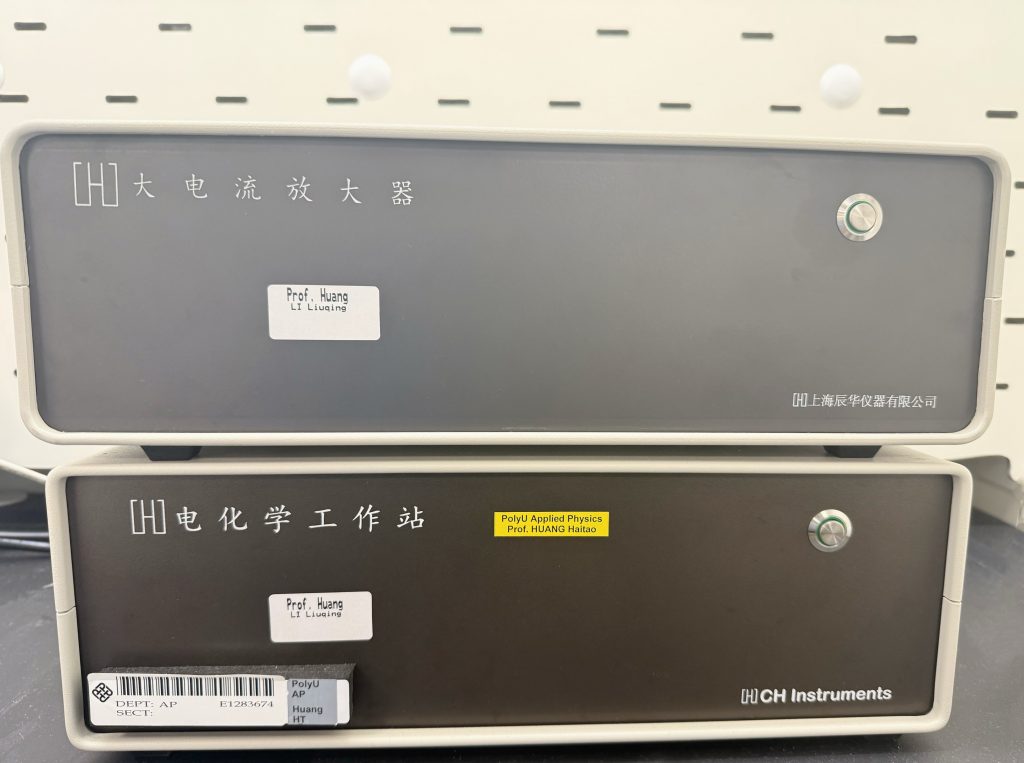 [H] 大电流放大器
Prof. Huang
LI Liuqing
[H] 上海辰华仪器有限公司
[H] 电化学工作站
PolyU Applied Physics
Prof. HUANG Haitao
Prof. Huang
LI Liuqing
DEPT: AP E1283674
SECT:
PolyU
AP
Huang
HT
[H] CH Instruments